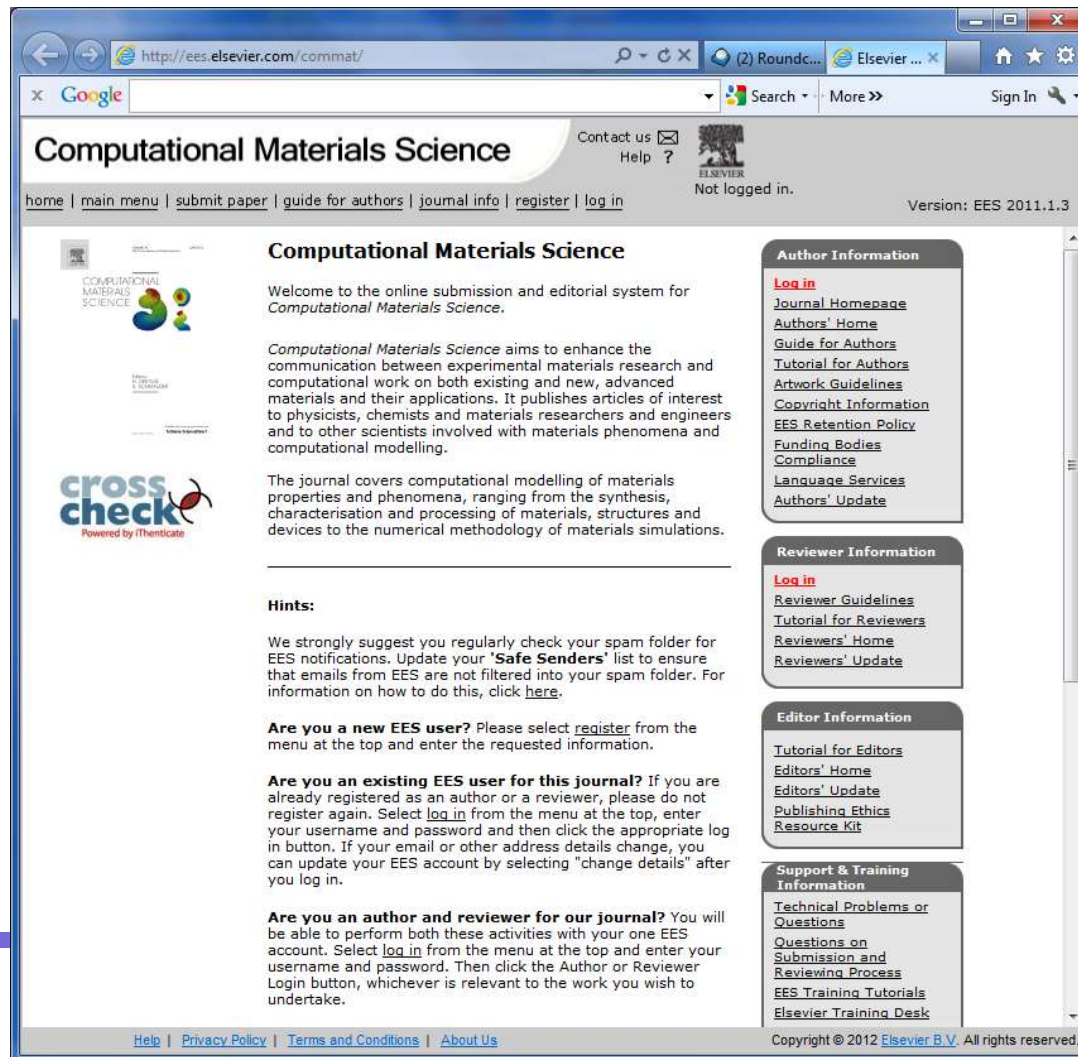 http://ees.elsevier.com/commat/
(2) Roundc...
Elsevier ...
x Google
Search
More >>
Sign In
Computational Materials Science
Contact us
Help ?
ELSEVIER
Not logged in.
home | main menu | submit paper | guide for authors | journal info | register | log in
Version: EES 2011.1.3
COMPUTATIONAL
MATERIALS
SCIENCE
cross
check
Powered by iThenticate
Computational Materials Science
Welcome to the online submission and editorial system for
Computational Materials Science.
Computational Materials Science aims to enhance the
communication between experimental materials research and
computational work on both existing and new, advanced
materials and their applications. It publishes articles of interest
to physicists, chemists and materials researchers and engineers
and to other scientists involved with materials phenomena and
computational modelling.
The journal covers computational modelling of materials
properties and phenomena, ranging from the synthesis,
characterisation and processing of materials, structures and
devices to the numerical methodology of materials simulations.
Hints:
We strongly suggest you regularly check your spam folder for
EES notifications. Update your 'Safe Senders' list to ensure
that emails from EES are not filtered into your spam folder. For
information on how to do this, click here.
Are you a new EES user? Please select register from the
menu at the top and enter the requested information.
Are you an existing EES user for this journal? If you are
already registered as an author or a reviewer, please do not
register again. Select log in from the menu at the top, enter
your username and password and then click the appropriate log
in button. If your email or other address details change, you
can update your EES account by selecting "change details" after
you log in.
Are you an author and reviewer for our journal? You will
be able to perform both these activities with your one EES
account. Select log in from the menu at the top and enter your
username and password. Then click the Author or Reviewer
Login button, whichever is relevant to the work you wish to
undertake.
Author Information
Log in
Journal Homepage
Authors' Home
Guide for Authors
Tutorial for Authors
Artwork Guidelines
Copyright Information
EES Retention Policy
Funding Bodies
Compliance
Language Services
Authors' Update
Reviewer Information
Log in
Reviewer Guidelines
Tutorial for Reviewers
Reviewers' Home
Reviewers' Update
Editor Information
Tutorial for Editors
Editors' Home
Editors' Update
Publishing Ethics
Resource Kit
Support & Training
Information
Technical Problems or
Questions
Questions on
Submission and
Reviewing Process
EES Training Tutorials
Elsevier Training Desk
Help | Privacy Policy | Terms and Conditions | About Us
Copyright © 2012 Elsevier B.V. All rights reserved.